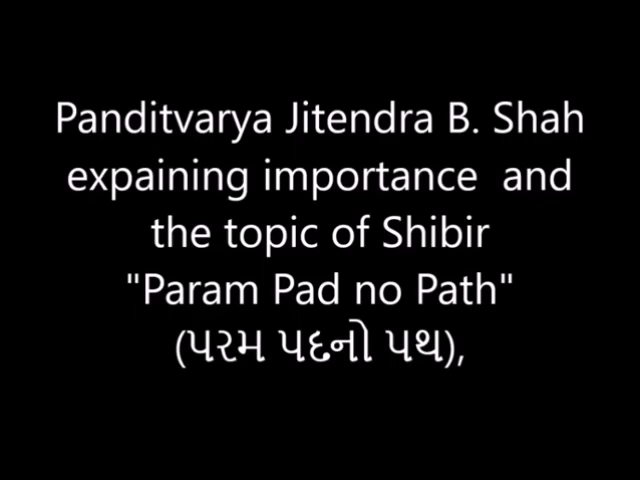 Panditvarya Jitendra B. Shah
expaining importance  and
the topic of Shibir
"Param Pad no Path"
(પરમ પદનો પથ),